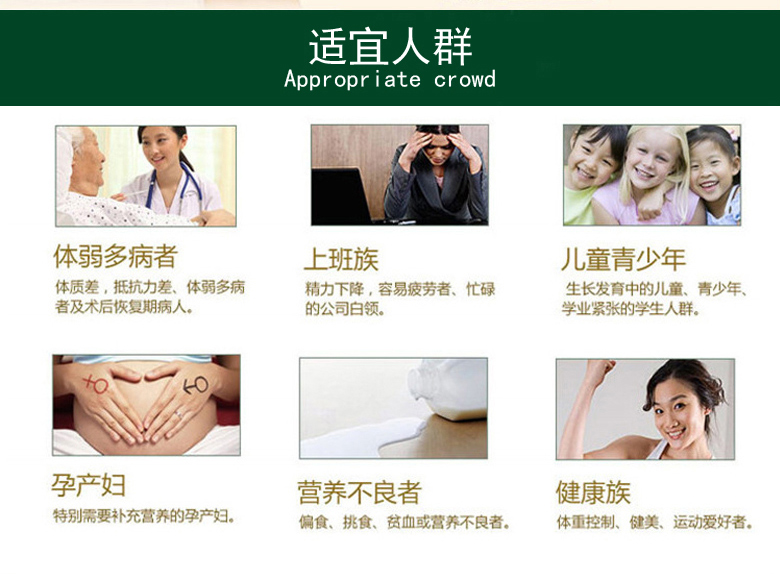 适宜人群
Appropriate crowd
体弱多病者
体质差，抵抗力差、体弱多病
者及术后恢复期病人。
上班族
精力下降，容易疲劳者、忙碌
的公司白领。
儿童青少年
生长发育中的儿童、青少年、
学业紧张的学生人群。
孕产妇
特别需要补充营养的孕产妇。
营养不良者
偏食、挑食、贫血或营养不良者。
健康族
体重控制、健美、运动爱好者。